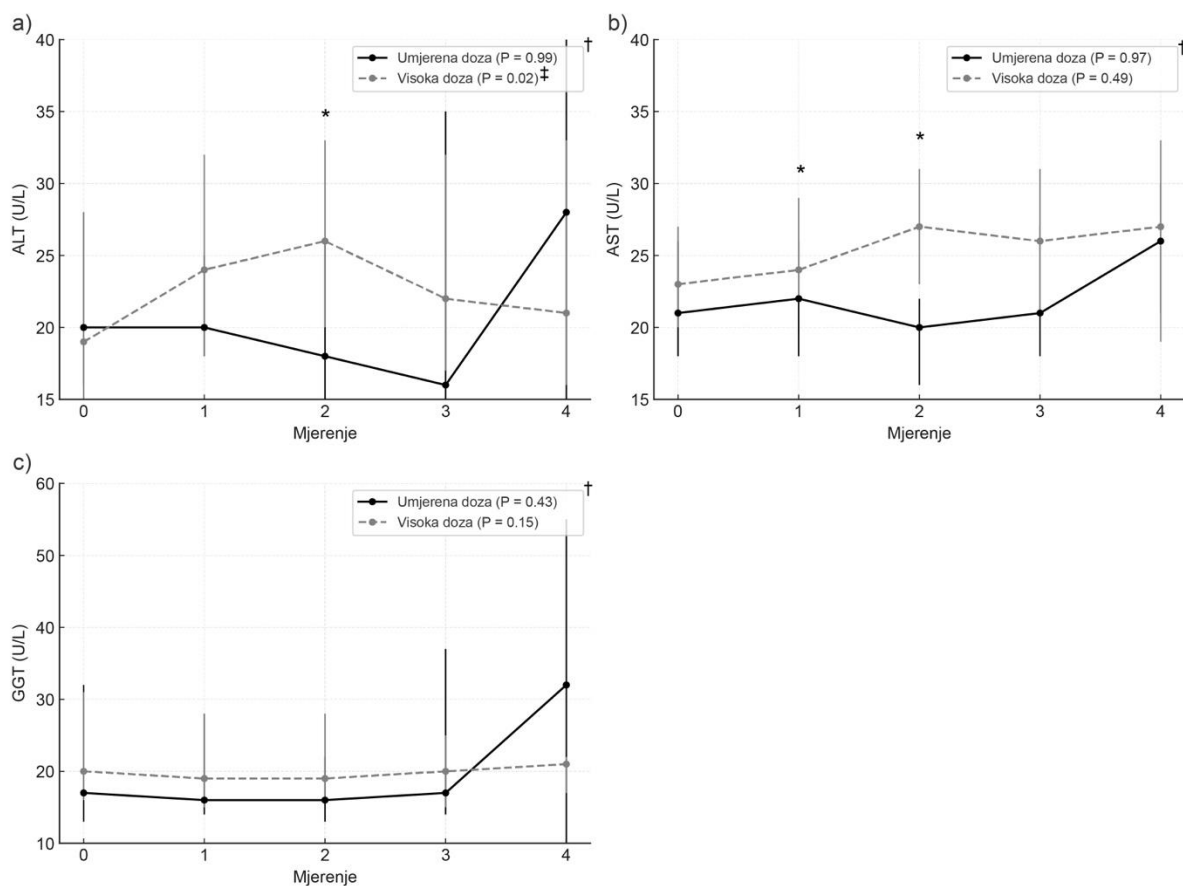 a)
40
35
30
25
20
15
ALT (U/L)
Umjerena doza (P = 0.99)
Visoka doza (P = 0.02)‡
†
*
0 1 2 3 4
Mjerenje
b)
40
35
30
25
20
15
AST (U/L)
Umjerena doza (P = 0.97)
Visoka doza (P = 0.49)
†
*
*
0 1 2 3 4
Mjerenje
c)
60
50
40
30
20
10
GGT (U/L)
Umjerena doza (P = 0.43)
Visoka doza (P = 0.15)
†
0 1 2 3 4
Mjerenje